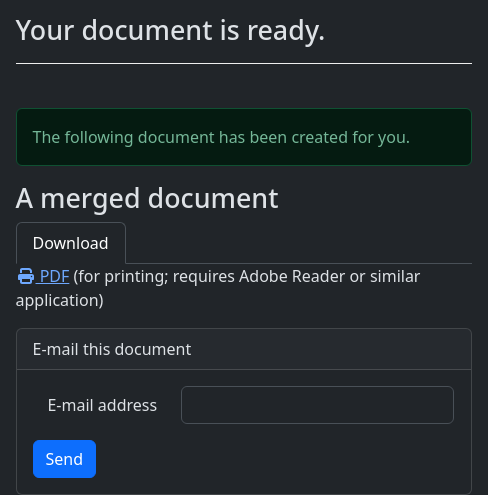 Your document is ready.
The following document has been created for you.
A merged document
Download
PDF (for printing; requires Adobe Reader or similar
application)
E-mail this document
E-mail address
Send